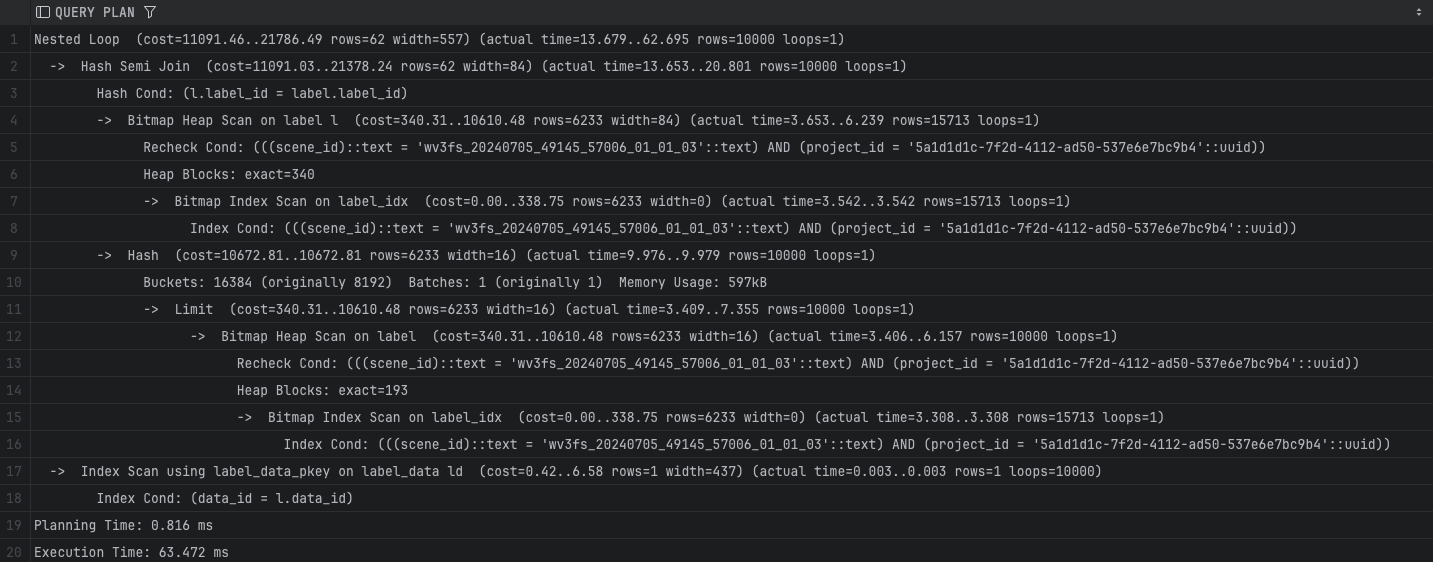 QUERY PLAN
1 Nested Loop (cost=11091.46..21786.49 rows=62 width=557) (actual time=13.679..62.695 rows=10000 loops=1)
2 -> Hash Semi Join (cost=11091.03..21378.24 rows=62 width=84) (actual time=13.653..20.801 rows=10000 loops=1)
3 Hash Cond: (l.label_id = label.label_id)
4 -> Bitmap Heap Scan on label l (cost=340.31..10610.48 rows=6233 width=84) (actual time=3.653..6.239 rows=15713 loops=1)
5 Recheck Cond: (((scene_id)::text = 'wv3fs_20240705_49145_57006_01_01_03'::text) AND (project_id = '5a1d1d1c-7f2d-4112-ad50-537e6e7bc9b4'::uuid))
6 Heap Blocks: exact=340
7 -> Bitmap Index Scan on label_idx (cost=0.00..338.75 rows=6233 width=0) (actual time=3.542..3.542 rows=15713 loops=1)
8 Index Cond: (((scene_id)::text = 'wv3fs_20240705_49145_57006_01_01_03'::text) AND (project_id = '5a1d1d1c-7f2d-4112-ad50-537e6e7bc9b4'::uuid))
9 -> Hash (cost=10672.81..10672.81 rows=6233 width=16) (actual time=9.976..9.979 rows=10000 loops=1)
10 Buckets: 16384 (originally 8192) Batches: 1 (originally 1) Memory Usage: 597kB
11 -> Limit (cost=340.31..10610.48 rows=6233 width=16) (actual time=3.409..7.355 rows=10000 loops=1)
12 -> Bitmap Heap Scan on label (cost=340.31..10610.48 rows=6233 width=16) (actual time=3.406..6.157 rows=10000 loops=1)
13 Recheck Cond: (((scene_id)::text = 'wv3fs_20240705_49145_57006_01_01_03'::text) AND (project_id = '5a1d1d1c-7f2d-4112-ad50-537e6e7bc9b4'::uuid))
14 Heap Blocks: exact=193
15 -> Bitmap Index Scan on label_idx (cost=0.00..338.75 rows=6233 width=0) (actual time=3.308..3.308 rows=15713 loops=1)
16 Index Cond: (((scene_id)::text = 'wv3fs_20240705_49145_57006_01_01_03'::text) AND (project_id = '5a1d1d1c-7f2d-4112-ad50-537e6e7bc9b4'::uuid))
17 -> Index Scan using label_data_pkey on label_data ld (cost=0.42..6.58 rows=1 width=437) (actual time=0.003..0.003 rows=1 loops=10000)
18 Index Cond: (data_id = l.data_id)
19 Planning Time: 0.816 ms
20 Execution Time: 63.472 ms